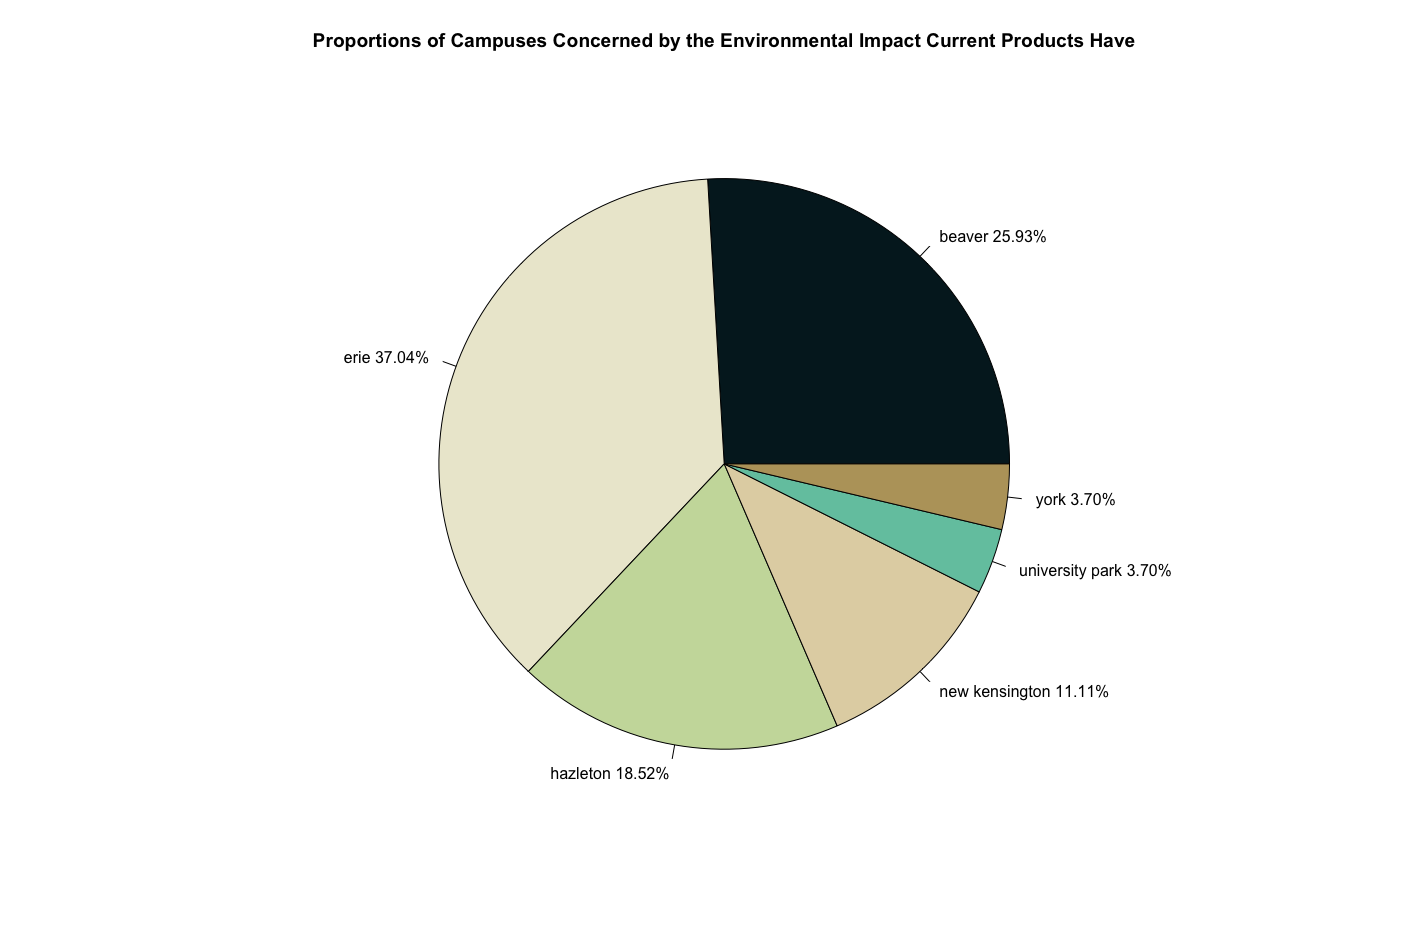 Proportions of Campuses Concerned by the Environmental Impact Current Products Have
beaver 25.93%
erie 37.04%
york 3.70%
university park 3.70%
new kensington 11.11%
hazleton 18.52%